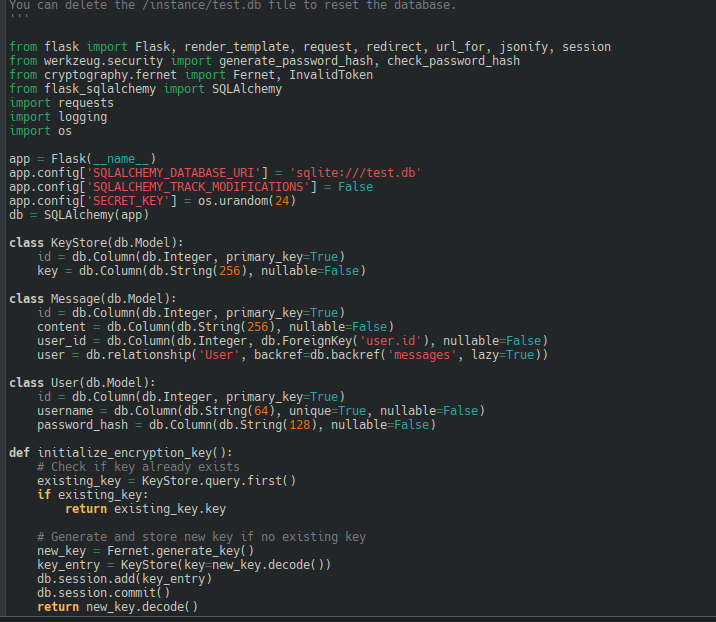 You can delete the /instance/test.db file to reset the database.
'''

from flask import Flask, render_template, request, redirect, url_for, jsonify, session
from werkzeug.security import generate_password_hash, check_password_hash
from cryptography.fernet import Fernet, InvalidToken
from flask_sqlalchemy import SQLAlchemy
import requests
import logging
import os

app = Flask(__name__)
app.config['SQLALCHEMY_DATABASE_URI'] = 'sqlite:///test.db'
app.config['SQLALCHEMY_TRACK_MODIFICATIONS'] = False
app.config['SECRET_KEY'] = os.urandom(24)
db = SQLAlchemy(app)

class KeyStore(db.Model):
    id = db.Column(db.Integer, primary_key=True)
    key = db.Column(db.String(256), nullable=False)

class Message(db.Model):
    id = db.Column(db.Integer, primary_key=True)
    content = db.Column(db.String(256), nullable=False)
    user_id = db.Column(db.Integer, db.ForeignKey('user.id'), nullable=False)
    user = db.relationship('User', backref=db.backref('messages', lazy=True))

class User(db.Model):
    id = db.Column(db.Integer, primary_key=True)
    username = db.Column(db.String(64), unique=True, nullable=False)
    password_hash = db.Column(db.String(128), nullable=False)

def initialize_encryption_key():
    # Check if key already exists
    existing_key = KeyStore.query.first()
    if existing_key:
        return existing_key.key

    # Generate and store new key if no existing key
    new_key = Fernet.generate_key()
    key_entry = KeyStore(key=new_key.decode())
    db.session.add(key_entry)
    db.session.commit()
    return new_key.decode()